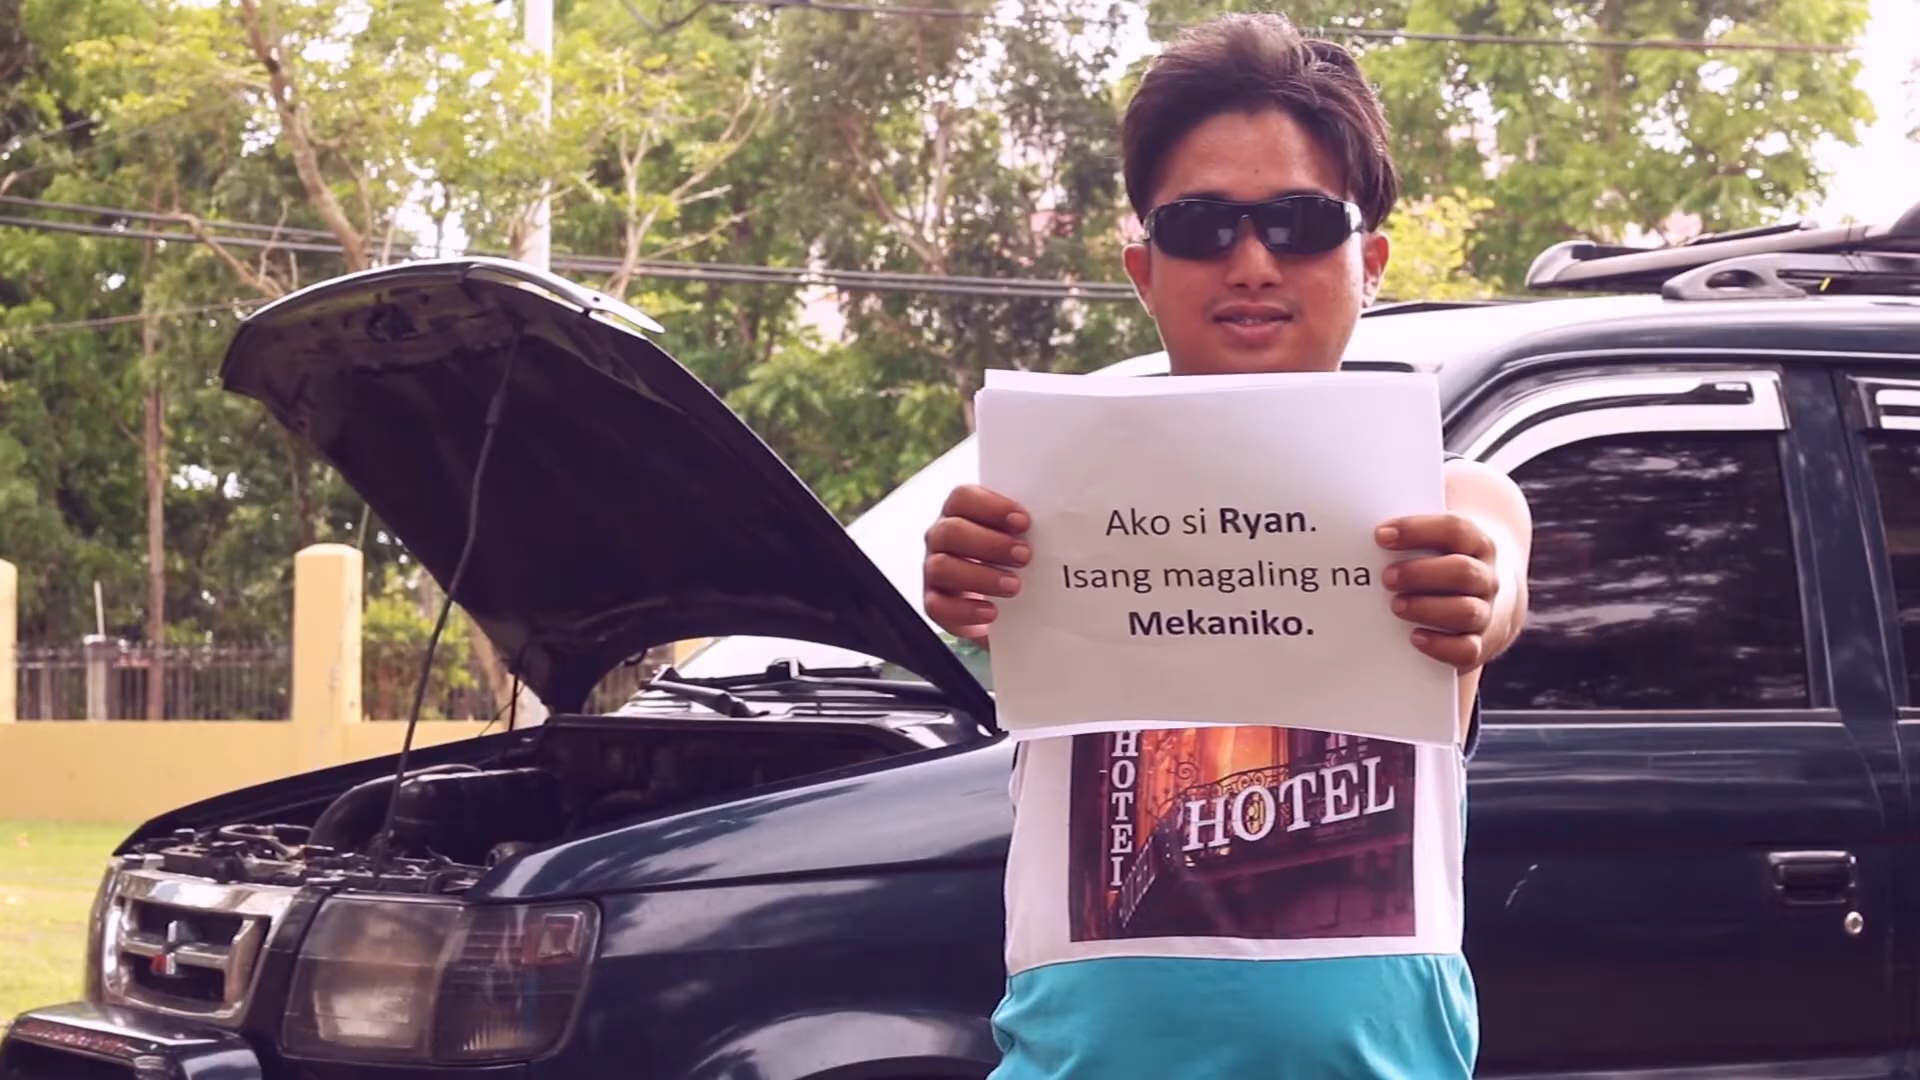 Ako si Ryan.
Isang magaling na
Mekaniko.
HOTEL
HOTEL